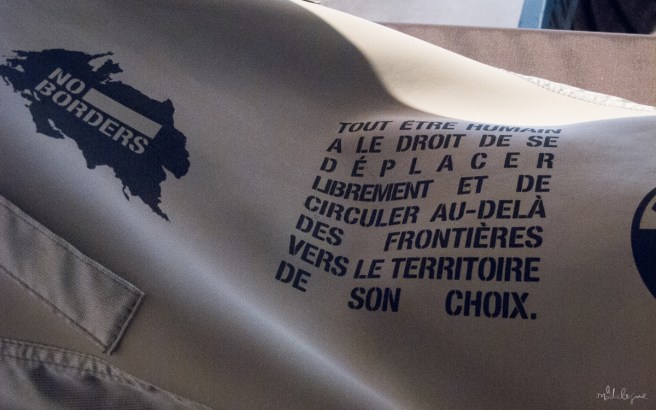 NO
BORDERS
TOUT ÊTRE HUMAIN
A LE DROIT DE SE
DÉPLACER
LIBREMENT ET DE
CIRCULER AU-DELÀ
DES FRONTIÈRES
VERS LE TERRITOIRE
DE SON CHOIX.